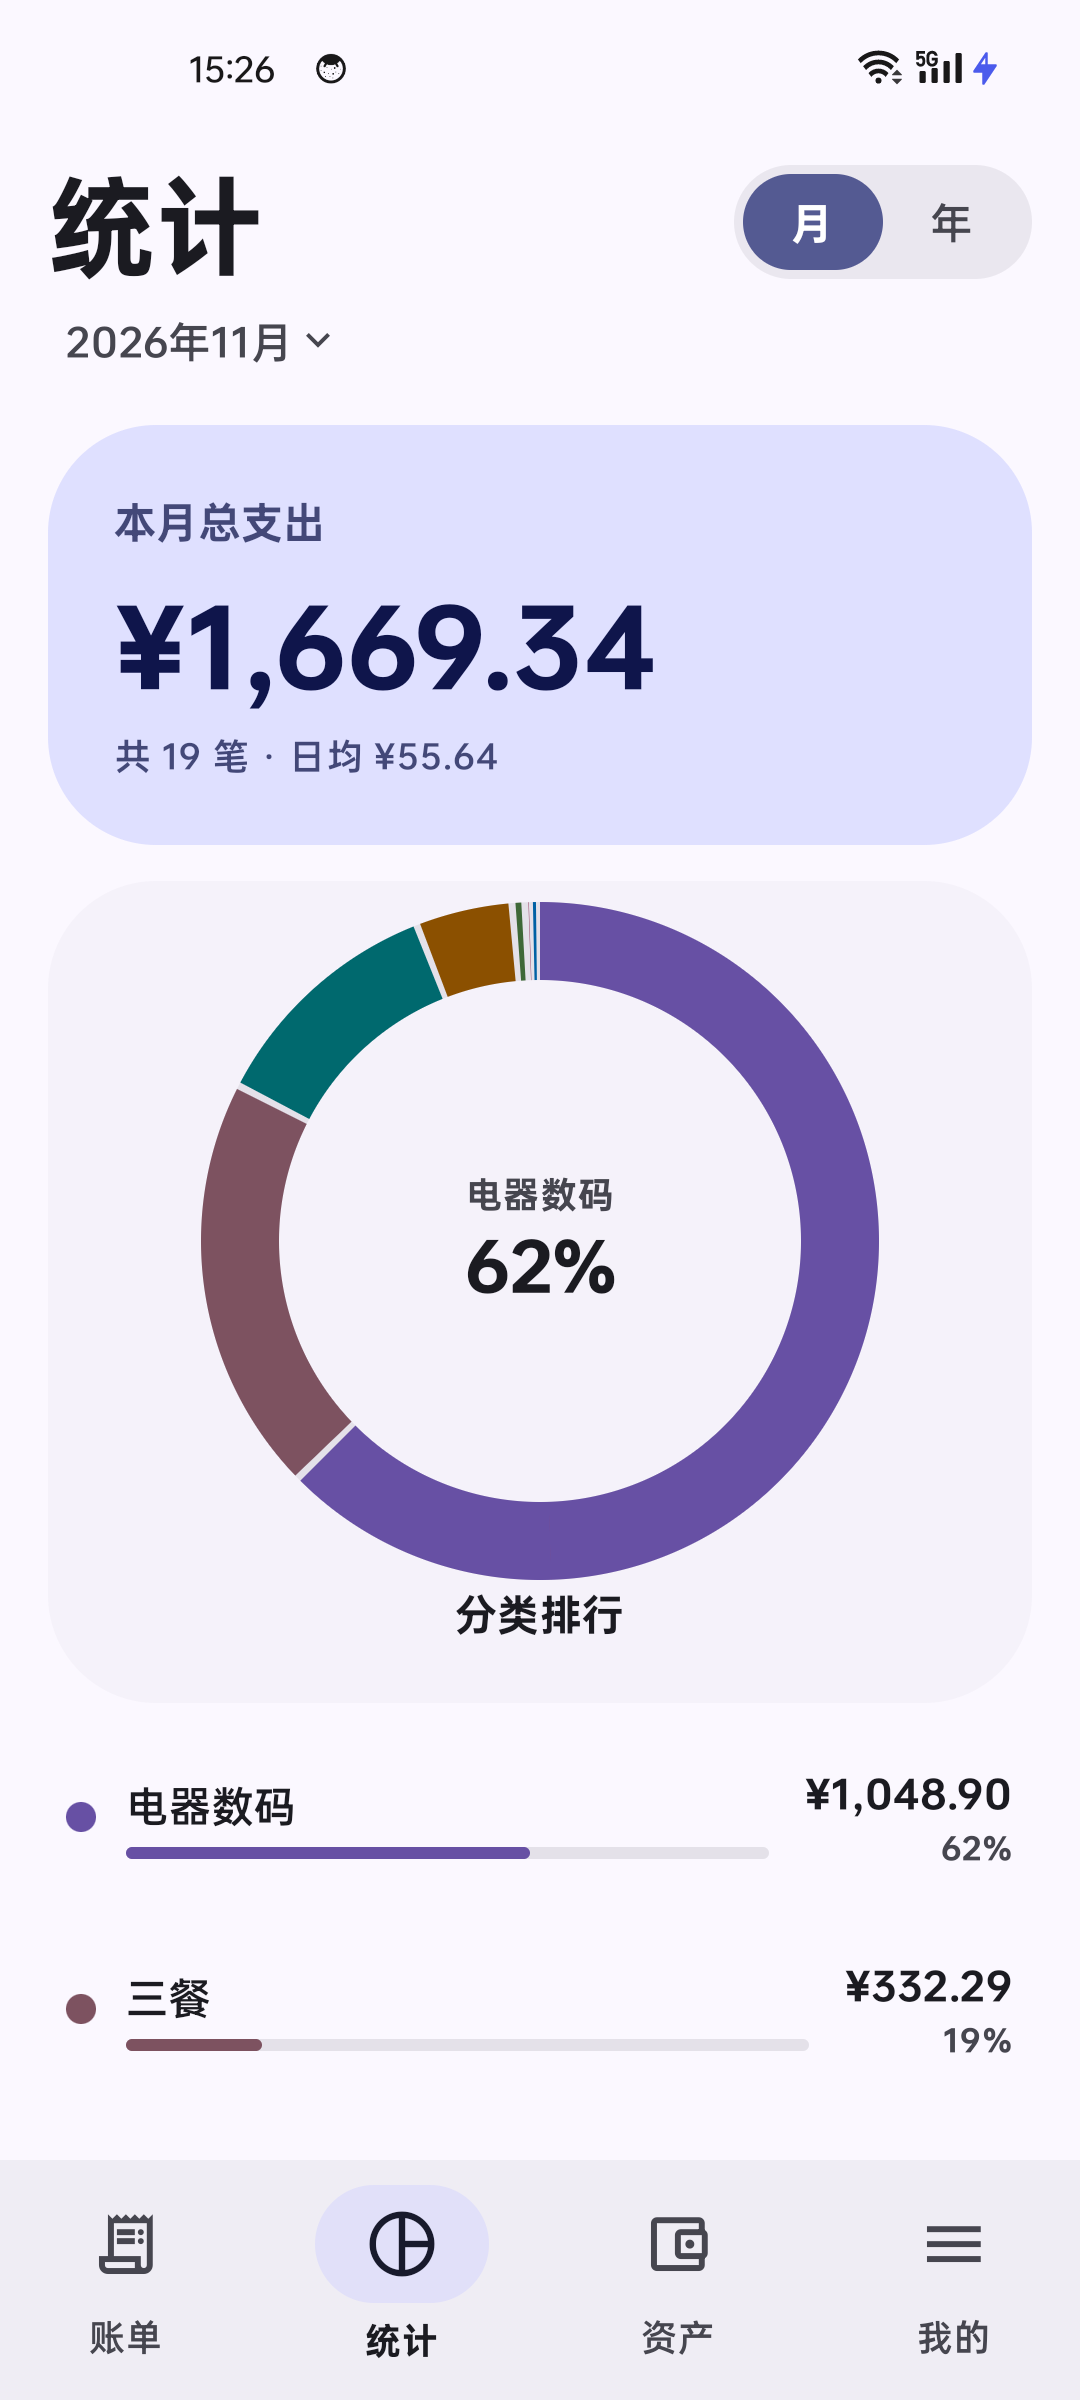 15:26
5G
统计
月
年
2026年11月
本月总支出
¥1,669.34
共 19 笔 · 日均 ¥55.64
电器数码
62%
分类排行
电器数码
¥1,048.90
62%
三餐
¥332.29
19%
账单
统计
资产
我的